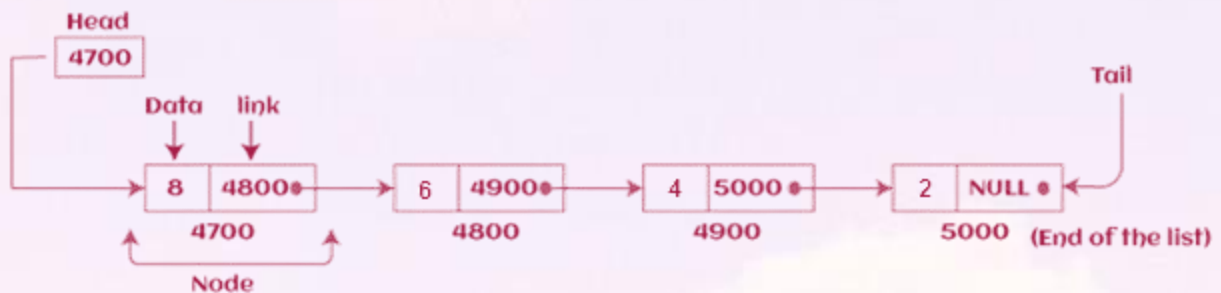 Head
4700
Tail
Data link
8 4800 6 4900 4 5000 2 NULL
4700 4800 4900 5000 (End of the list)
Node